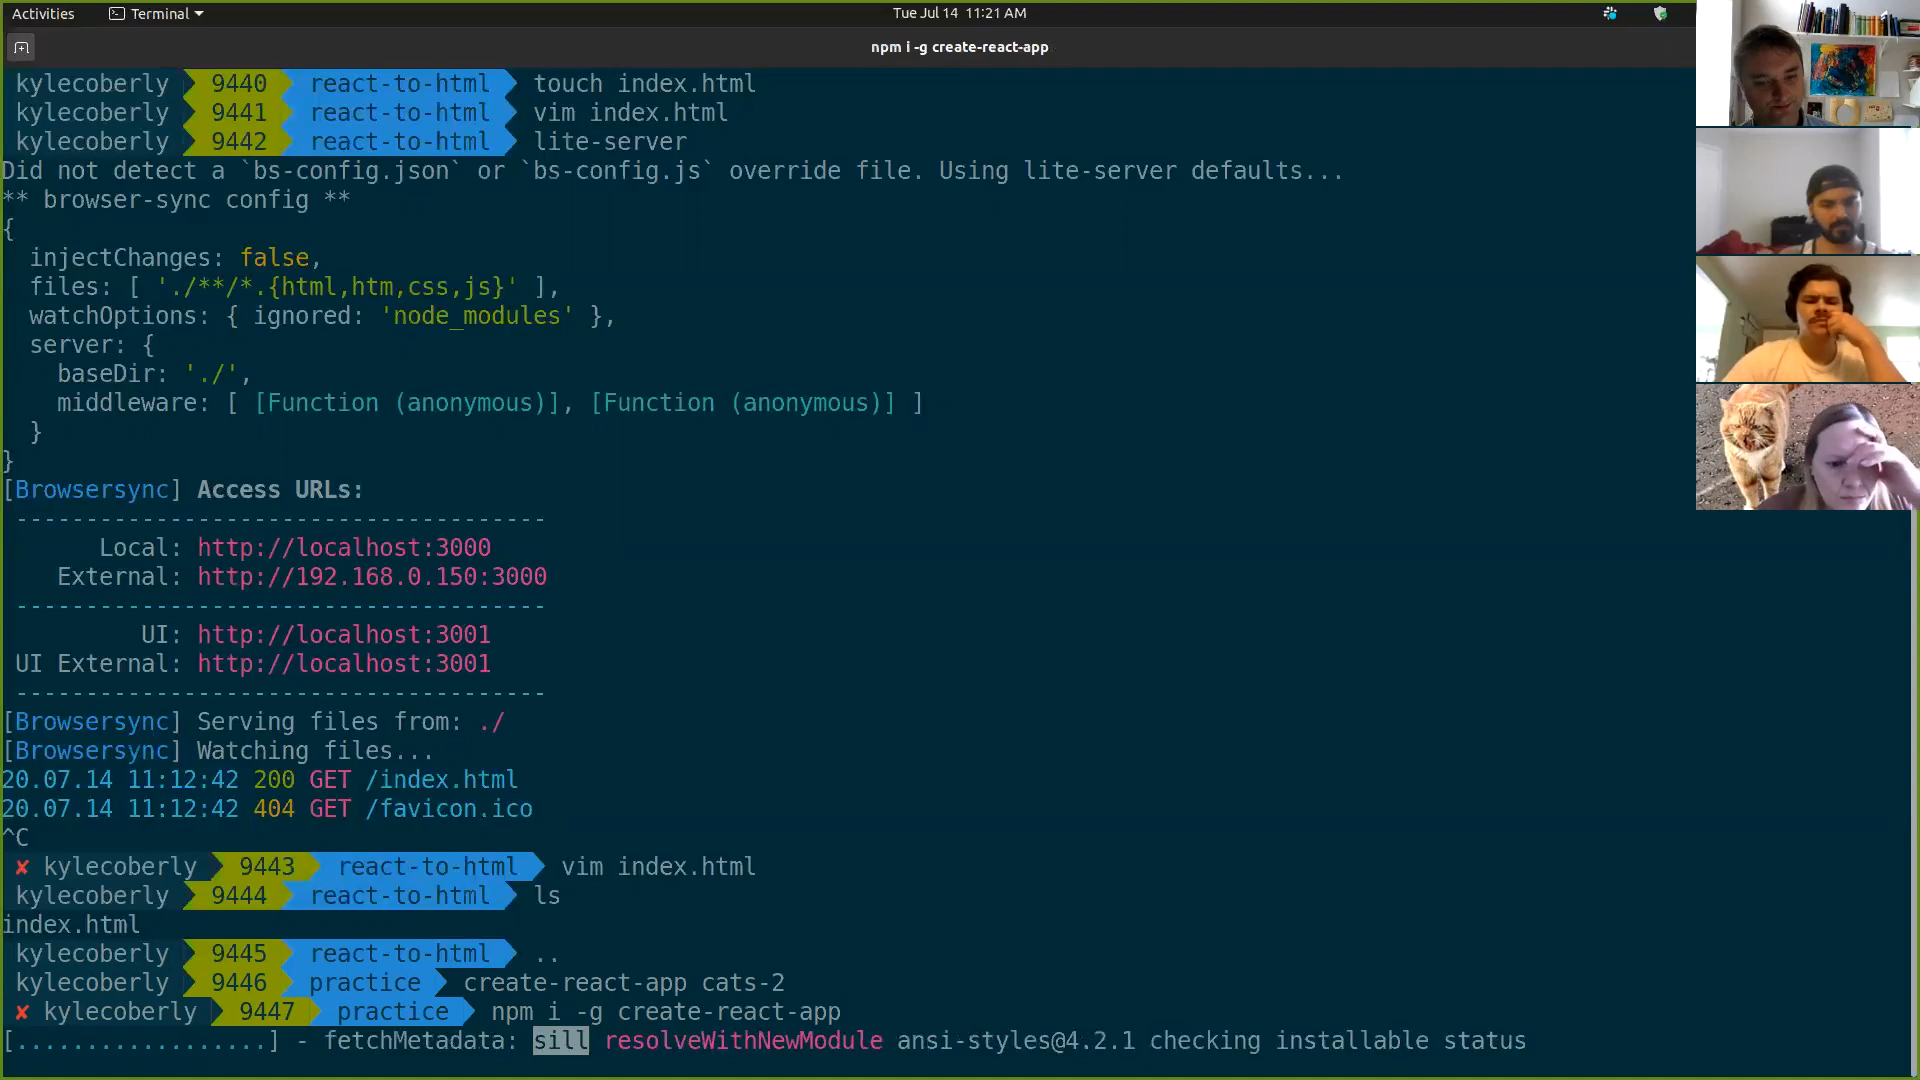 Activities Terminal Tue Jul 14 11:21 AM
npm i -g create-react-app
kylecoberly 9440 react-to-html touch index.html
kylecoberly 9441 react-to-html vim index.html
kylecoberly 9442 react-to-html lite-server
Did not detect a `bs-config.json` or `bs-config.js` override file. Using lite-server defaults...
** browser-sync config **
{
  injectChanges: false,
  files: [ './**/*.{html,htm,css,js}' ],
  watchOptions: { ignored: 'node_modules' },
  server: {
    baseDir: './',
    middleware: [ [Function (anonymous)], [Function (anonymous)] ]
  }
}
[Browsersync] Access URLs:
 --------------------------------------
       Local: http://localhost:3000
    External: http://192.168.0.150:3000
 --------------------------------------
          UI: http://localhost:3001
 UI External: http://localhost:3001
 --------------------------------------
[Browsersync] Serving files from: ./
[Browsersync] Watching files...
20.07.14 11:12:42 200 GET /index.html
20.07.14 11:12:42 404 GET /favicon.ico
^C
✘ kylecoberly 9443 react-to-html vim index.html
kylecoberly 9444 react-to-html ls
index.html
kylecoberly 9445 react-to-html ..
kylecoberly 9446 practice create-react-app cats-2
✘ kylecoberly 9447 practice npm i -g create-react-app
[..................] - fetchMetadata: sill resolveWithNewModule ansi-styles@4.2.1 checking installable status